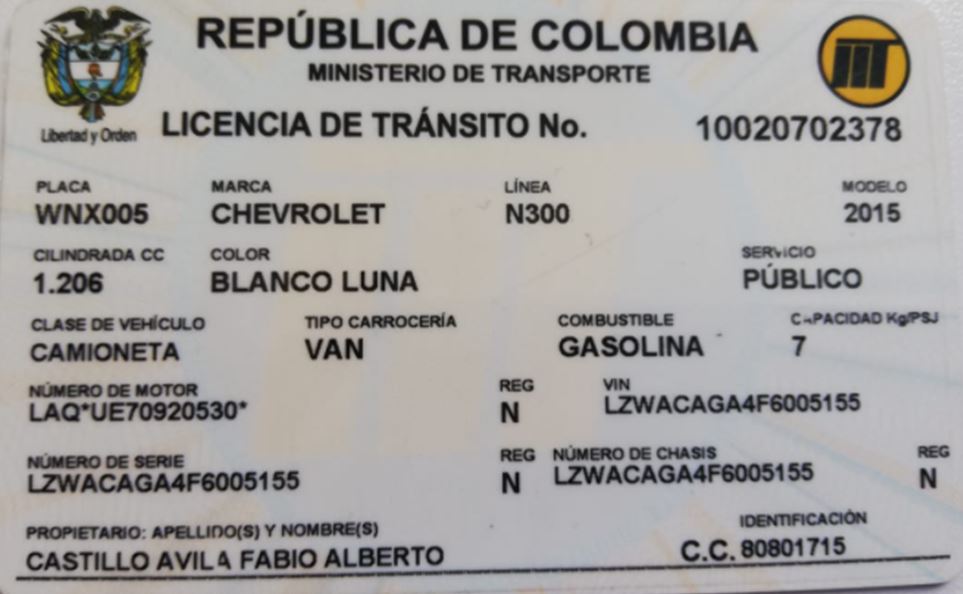 REPÚBLICA DE COLOMBIA
MINISTERIO DE TRANSPORTE
Libertad y Orden
LICENCIA DE TRÁNSITO No. 10020702378
PLACA MARCA LÍNEA MODELO
WNX005 CHEVROLET N300 2015
CILINDRADA CC COLOR SERVICIO
1.206 BLANCO LUNA PÚBLICO
CLASE DE VEHÍCULO TIPO CARROCERÍA COMBUSTIBLE CAPACIDAD Kg/PSJ
CAMIONETA VAN GASOLINA 7
NÚMERO DE MOTOR REG VIN
LAQ*UE70920530* N LZWACAGA4F6005155
NÚMERO DE SERIE REG NÚMERO DE CHASIS REG
LZWACAGA4F6005155 N LZWACAGA4F6005155 N
PROPIETARIO: APELLIDO(S) Y NOMBRE(S) IDENTIFICACIÓN
CASTILLO AVILA FABIO ALBERTO C.C. 80801715